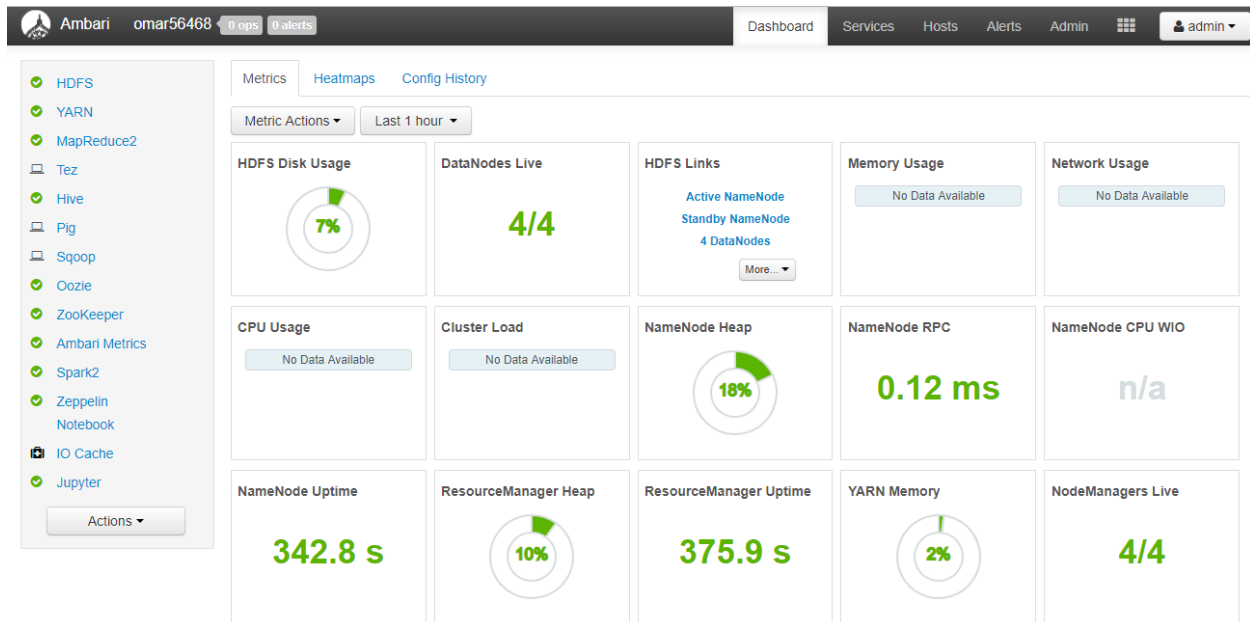 Ambari omar56468 0 ops 0 alerts Dashboard Services Hosts Alerts Admin admin
HDFS
YARN
MapReduce2
Tez
Hive
Pig
Sqoop
Oozie
ZooKeeper
Ambari Metrics
Spark2
Zeppelin
Notebook
IO Cache
Jupyter
Actions
Metrics Heatmaps Config History
Metric Actions Last 1 hour
HDFS Disk Usage
7%
DataNodes Live
4/4
HDFS Links
Active NameNode
Standby NameNode
4 DataNodes
More...
Memory Usage
No Data Available
Network Usage
No Data Available
CPU Usage
No Data Available
Cluster Load
No Data Available
NameNode Heap
18%
NameNode RPC
0.12 ms
NameNode CPU WIO
n/a
NameNode Uptime
342.8 s
ResourceManager Heap
10%
ResourceManager Uptime
375.9 s
YARN Memory
2%
NodeManagers Live
4/4